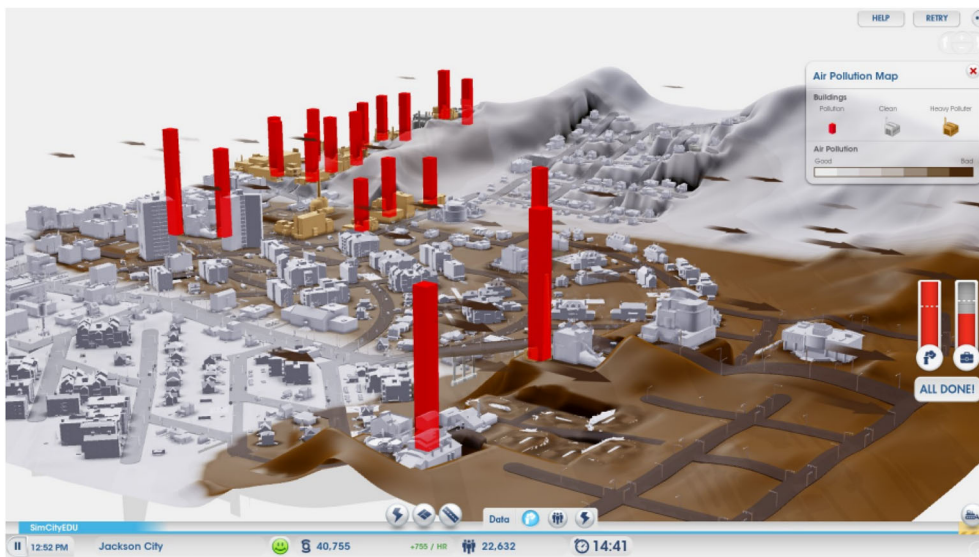 HELP
RETRY
Air Pollution Map
Buildings
Pollution
Clean
Heavy Polluter
Air Pollution
Good
Bad
ALL DONE!
Data
SimCityEDU
12:52 PM
Jackson City
40,755
+755 / HR
22,632
14:41